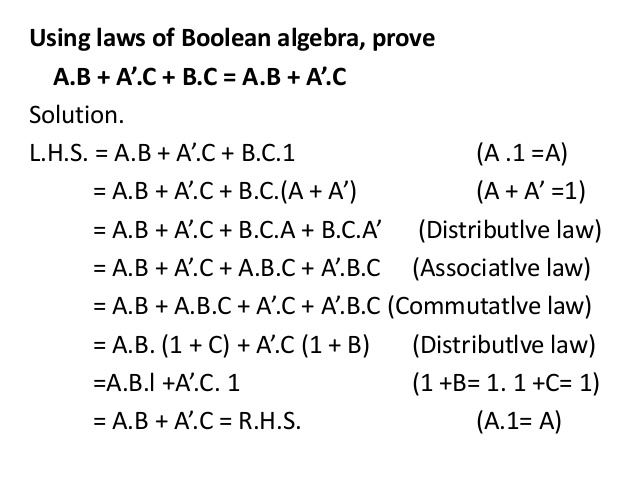 Using laws of Boolean algebra, prove
A.B + A’.C + B.C = A.B + A’.C
Solution.
L.H.S. = A.B + A’.C + B.C.1 (A .1 =A)
= A.B + A’.C + B.C.(A + A’) (A + A’ =1)
= A.B + A’.C + B.C.A + B.C.A’ (Distributlve law)
= A.B + A’.C + A.B.C + A’.B.C (Associatlve law)
= A.B + A.B.C + A’.C + A’.B.C (Commutatlve law)
= A.B. (1 + C) + A’.C (1 + B) (Distributlve law)
=A.B.l +A’.C. 1 (1 +B= 1. 1 +C= 1)
= A.B + A’.C = R.H.S. (A.1= A)